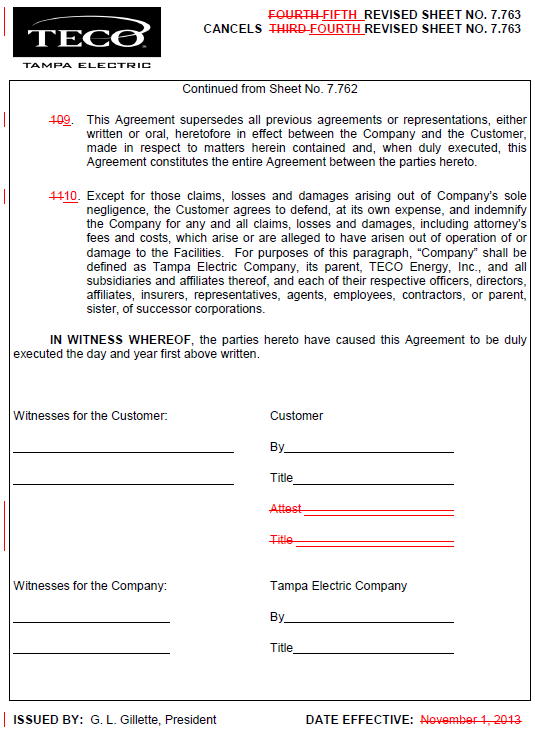 TECO®
TAMPA ELECTRIC
FOURTH FIFTH REVISED SHEET NO. 7.763
CANCELS THIRD FOURTH REVISED SHEET NO. 7.763
Continued from Sheet No. 7.762
109. This Agreement supersedes all previous agreements or representations, either
written or oral, heretofore in effect between the Company and the Customer,
made in respect to matters herein contained and, when duly executed, this
Agreement constitutes the entire Agreement between the parties hereto.
1110. Except for those claims, losses and damages arising out of Company's sole
negligence, the Customer agrees to defend, at its own expense, and indemnify
the Company for any and all claims, losses and damages, including attorney's
fees and costs, which arise or are alleged to have arisen out of operation of or
damage to the Facilities. For purposes of this paragraph, "Company" shall be
defined as Tampa Electric Company, its parent, TECO Energy, Inc., and all
subsidiaries and affiliates thereof, and each of their respective officers, directors,
affiliates, insurers, representatives, agents, employees, contractors, or parent,
sister, of successor corporations.
IN WITNESS WHEREOF, the parties hereto have caused this Agreement to be duly
executed the day and year first above written.
Witnesses for the Customer: Customer
By
Title
Attest
Title
Witnesses for the Company: Tampa Electric Company
By
Title
ISSUED BY: G. L. Gillette, President DATE EFFECTIVE: November 1, 2013